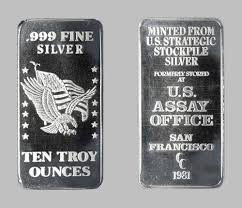 .999 FINE
SILVER
TEN TROY
OUNCES
MINTED FROM
U.S. STRATEGIC
STOCKPILE
SILVER
FORMERLY STORED
AT
U.S.
ASSAY
OFFICE
SAN
FRANCISCO
CC
1981